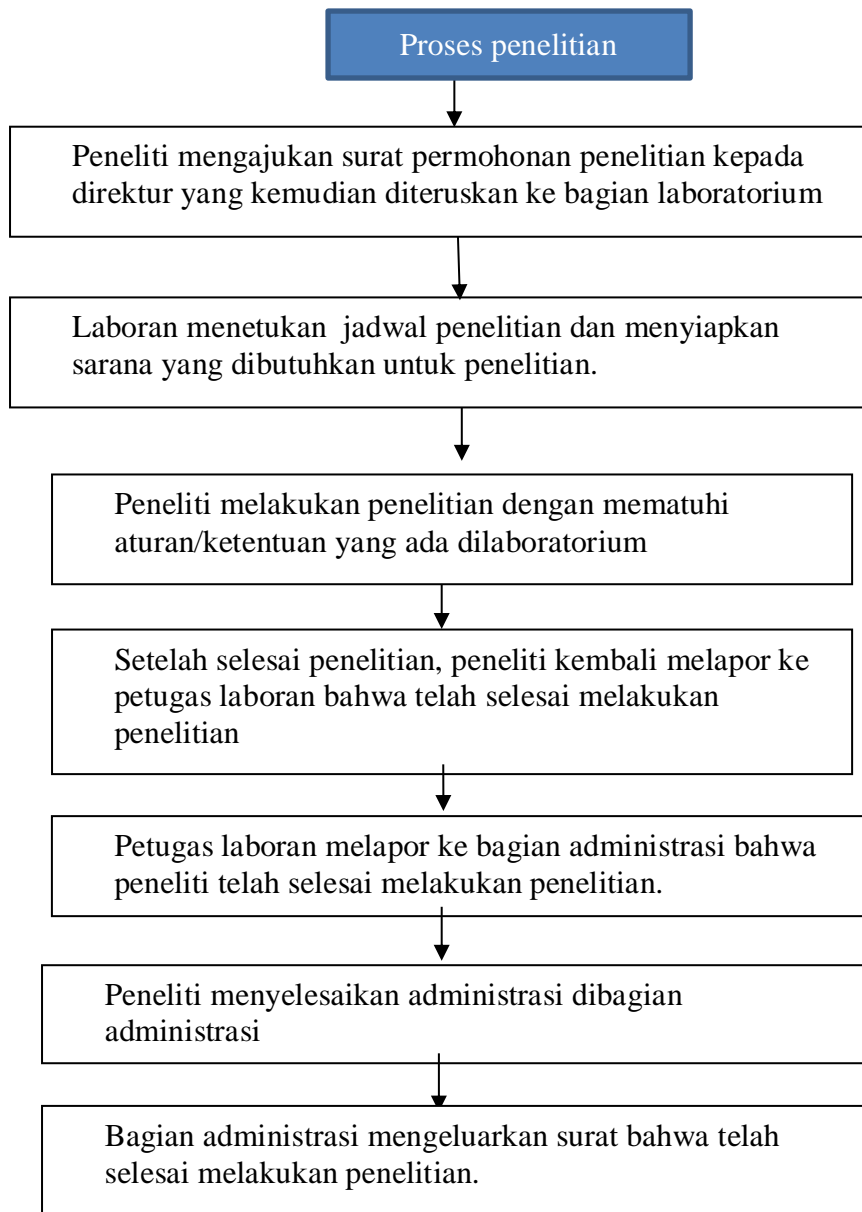 Proses penelitian
Peneliti mengajukan surat permohonan penelitian kepada
direktur yang kemudian diteruskan ke bagian laboratorium
Laboran menetukan  jadwal penelitian dan menyiapkan
sarana yang dibutuhkan untuk penelitian.
Peneliti melakukan penelitian dengan mematuhi
aturan/ketentuan yang ada dilaboratorium
Setelah selesai penelitian, peneliti kembali melapor ke
petugas laboran bahwa telah selesai melakukan
penelitian
Petugas laboran melapor ke bagian administrasi bahwa
peneliti telah selesai melakukan penelitian.
Peneliti menyelesaikan administrasi dibagian
administrasi
Bagian administrasi mengeluarkan surat bahwa telah
selesai melakukan penelitian.